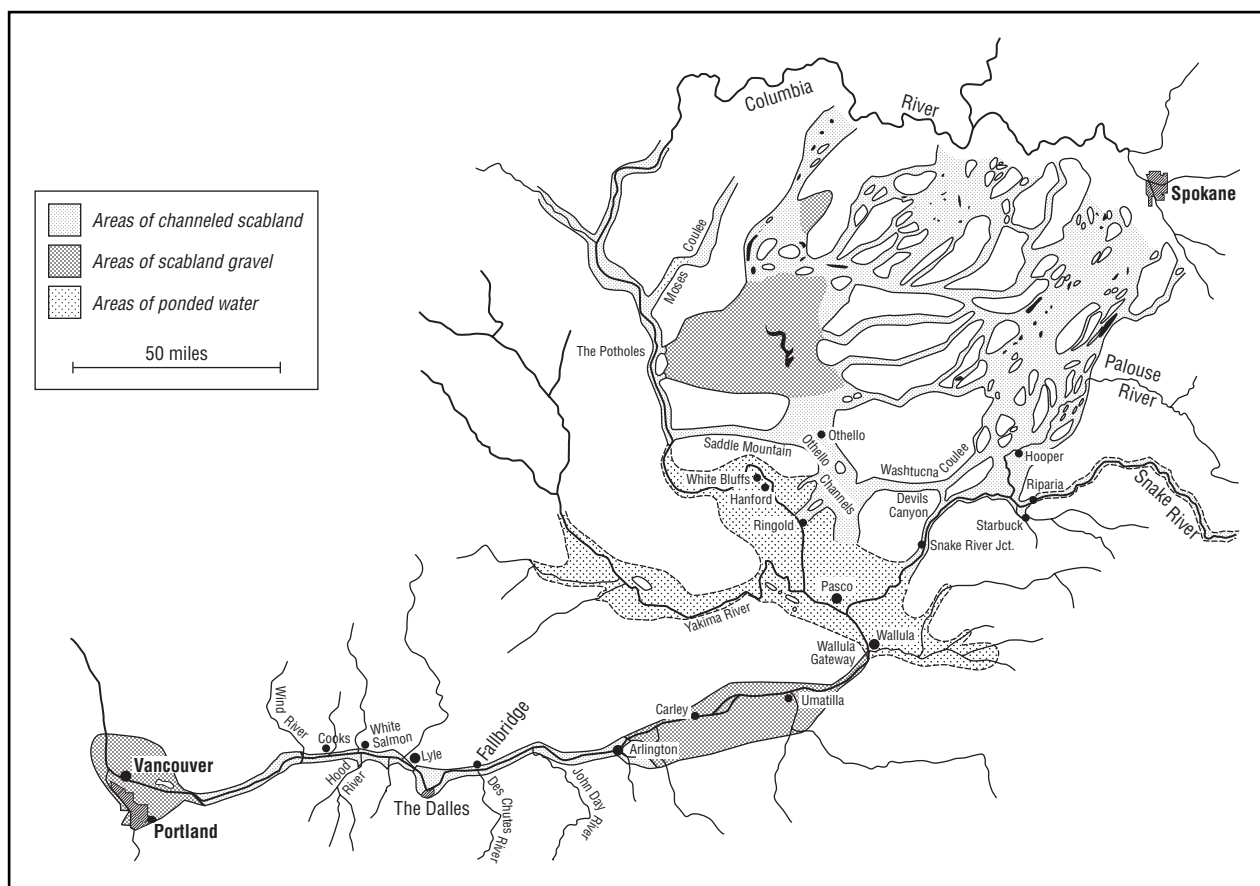 Columbia
River
Spokane
Areas of channeled scabland
Areas of scabland gravel
Areas of ponded water
50 miles
Moses
Coulee
The Potholes
Palouse
River
Othello
Saddle Mountain
Othello
Channels
Washtucna
Coulee
Hooper
White Bluffs
Hanford
Devils
Canyon
Riparia
Snake River
Ringold
Starbuck
Snake River Jct.
Pasco
Yakima River
Wallula
Wallula
Gateway
Umatilla
Carley
Wind
River
Cooks
White
Salmon
Lyle
Fallbridge
Arlington
Vancouver
Hood
River
The Dalles
Des
Chutes
River
John Day
River
Portland